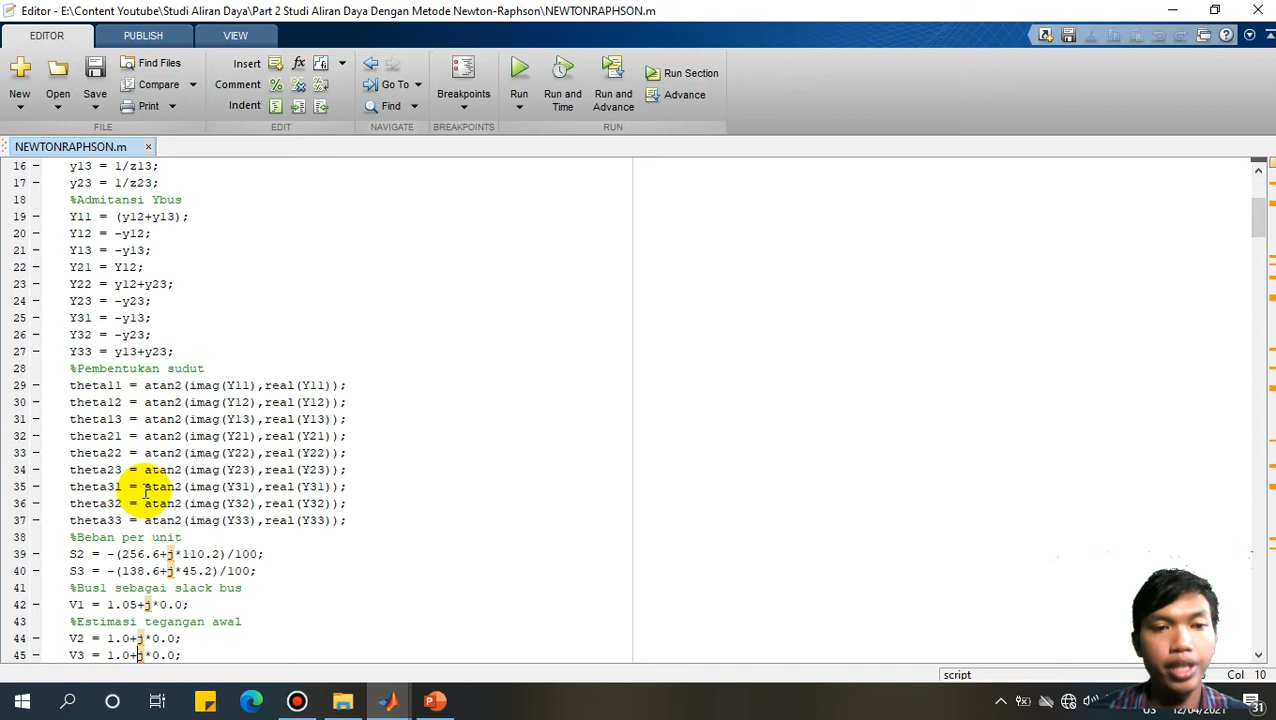 Editor - E:\Content Youtube\Studi Aliran Daya\Part 2 Studi Aliran Daya Dengan Metode Newton-Raphson\NEWTONRAPHSON.m
EDITOR PUBLISH VIEW
New Open Save Find Files Compare Print
Insert Comment Indent
Go To Find
Breakpoints
Run Run and Time Run and Advance Run Section Advance
FILE EDIT NAVIGATE BREAKPOINTS RUN
NEWTONRAPHSON.m
16 y13 = 1/z13;
17 y23 = 1/z23;
18 %Admitansi Ybus
19 Y11 = (y12+y13);
20 Y12 = -y12;
21 Y13 = -y13;
22 Y21 = Y12;
23 Y22 = y12+y23;
24 Y23 = -y23;
25 Y31 = -y13;
26 Y32 = -y23;
27 Y33 = y13+y23;
28 %Pembentukan sudut
29 theta11 = atan2(imag(Y11),real(Y11));
30 theta12 = atan2(imag(Y12),real(Y12));
31 theta13 = atan2(imag(Y13),real(Y13));
32 theta21 = atan2(imag(Y21),real(Y21));
33 theta22 = atan2(imag(Y22),real(Y22));
34 theta23 = atan2(imag(Y23),real(Y23));
35 theta31 = atan2(imag(Y31),real(Y31));
36 theta32 = atan2(imag(Y32),real(Y32));
37 theta33 = atan2(imag(Y33),real(Y33));
38 %Beban per unit
39 S2 = -(256.6+j*110.2)/100;
40 S3 = -(138.6+j*45.2)/100;
41 %Bus1 sebagai slack bus
42 V1 = 1.05+j*0.0;
43 %Estimasi tegangan awal
44 V2 = 1.0+j*0.0;
45 V3 = 1.0+j*0.0;
script Col 10
12/04/2021
31